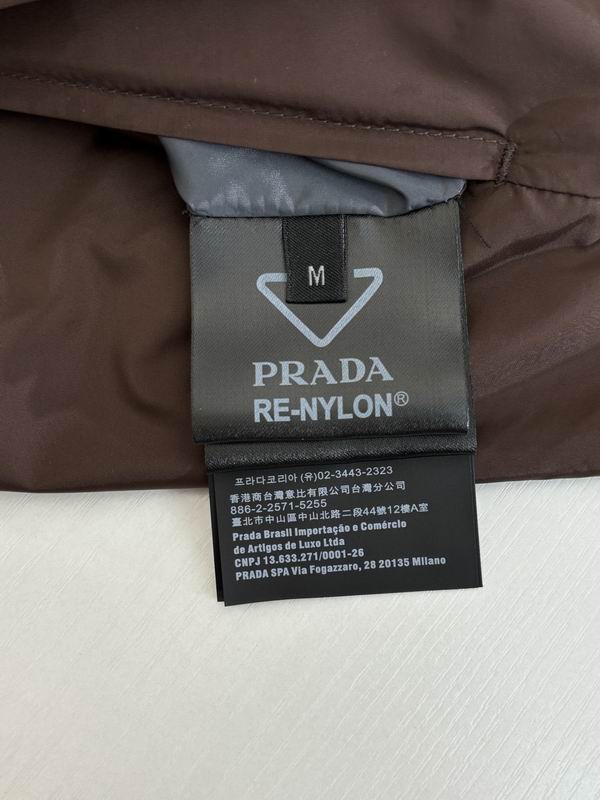 M
PRADA
RE-NYLON®
프라다코리아 (유)02-3443-2323
香港商台灣意比有限公司台灣分公司
886-2-2571-5255
臺北市中山區中山北路二段44號12樓A室
Prada Brasil Importação e Comércio
de Artigos de Luxo Ltda
CNPJ 13.633.271/0001-26
PRADA SPA Via Fogazzaro, 28 20135 Milano